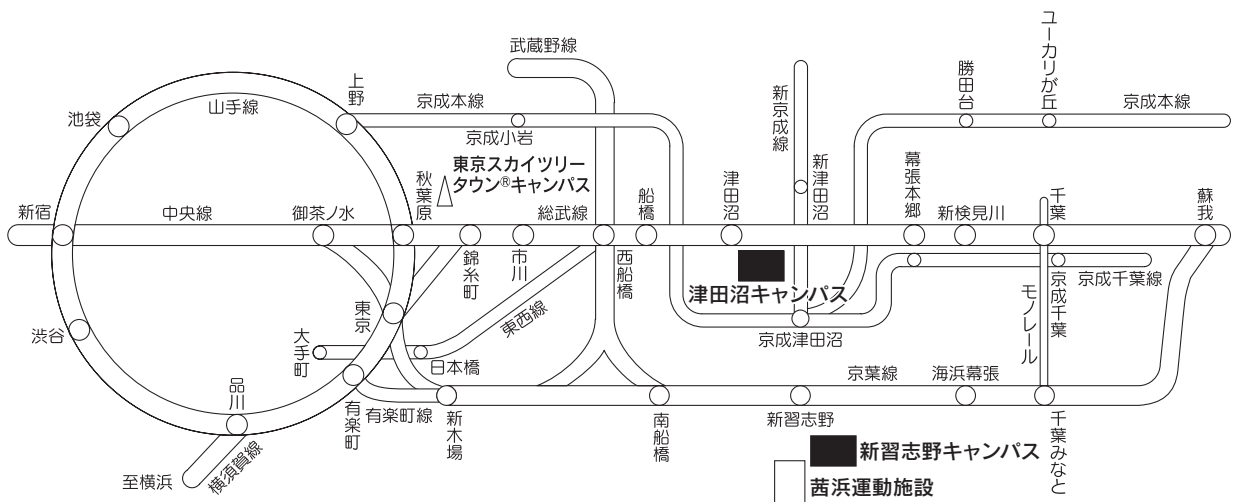 ユーカリが丘
武蔵野線
上野
勝田台
京成本線
新京成線
京成本線
山手線
池袋
京成小岩
東京スカイツリー
タウン®キャンパス
秋葉原
新津田沼
幕張本郷
船橋
津田沼
千葉
蘇我
新宿
中央線
御茶ノ水
総武線
新検見川
錦糸町
市川
西船橋
津田沼キャンパス
京成千葉
京成千葉線
モノレール
東京
東西線
渋谷
大手町
日本橋
京成津田沼
品川
有楽町
有楽町線
新木場
京葉線
海浜幕張
南船橋
新習志野
千葉みなと
至横浜
横須賀線
新習志野キャンパス
茜浜運動施設